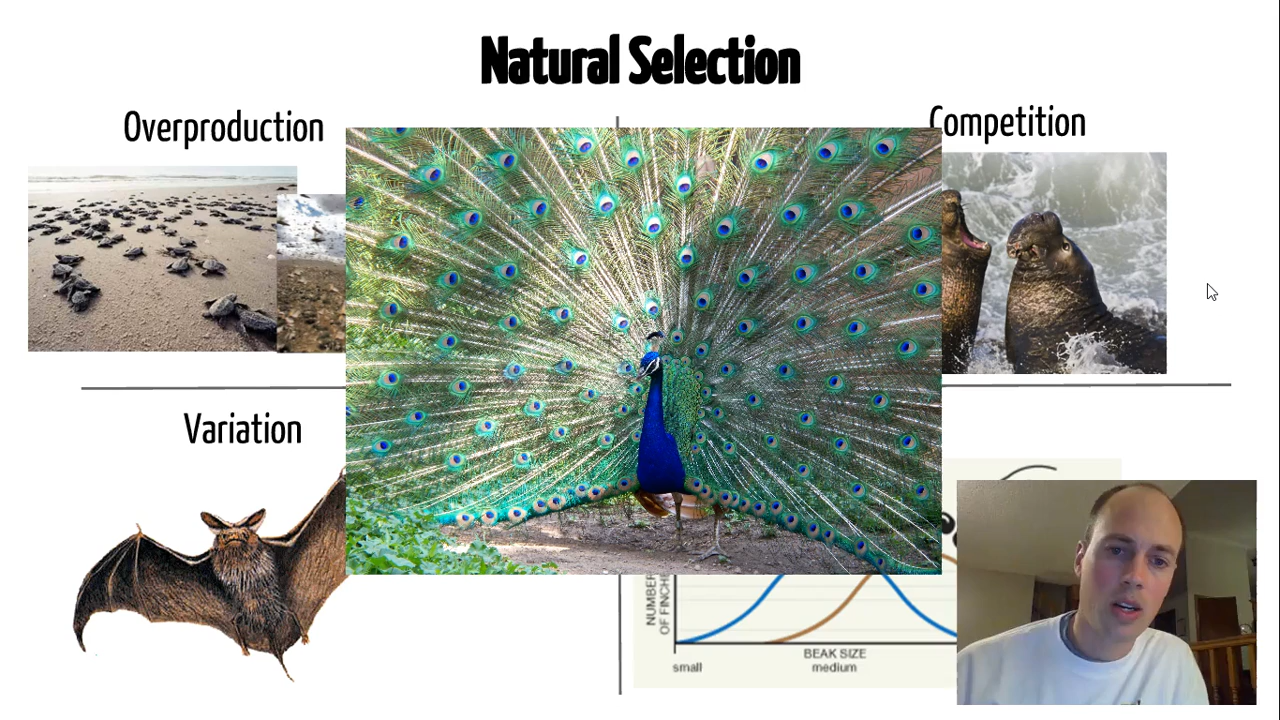 Natural Selection
Overproduction
Competition
Variation
NUMBER
OF FINCH
BEAK SIZE
small
medium